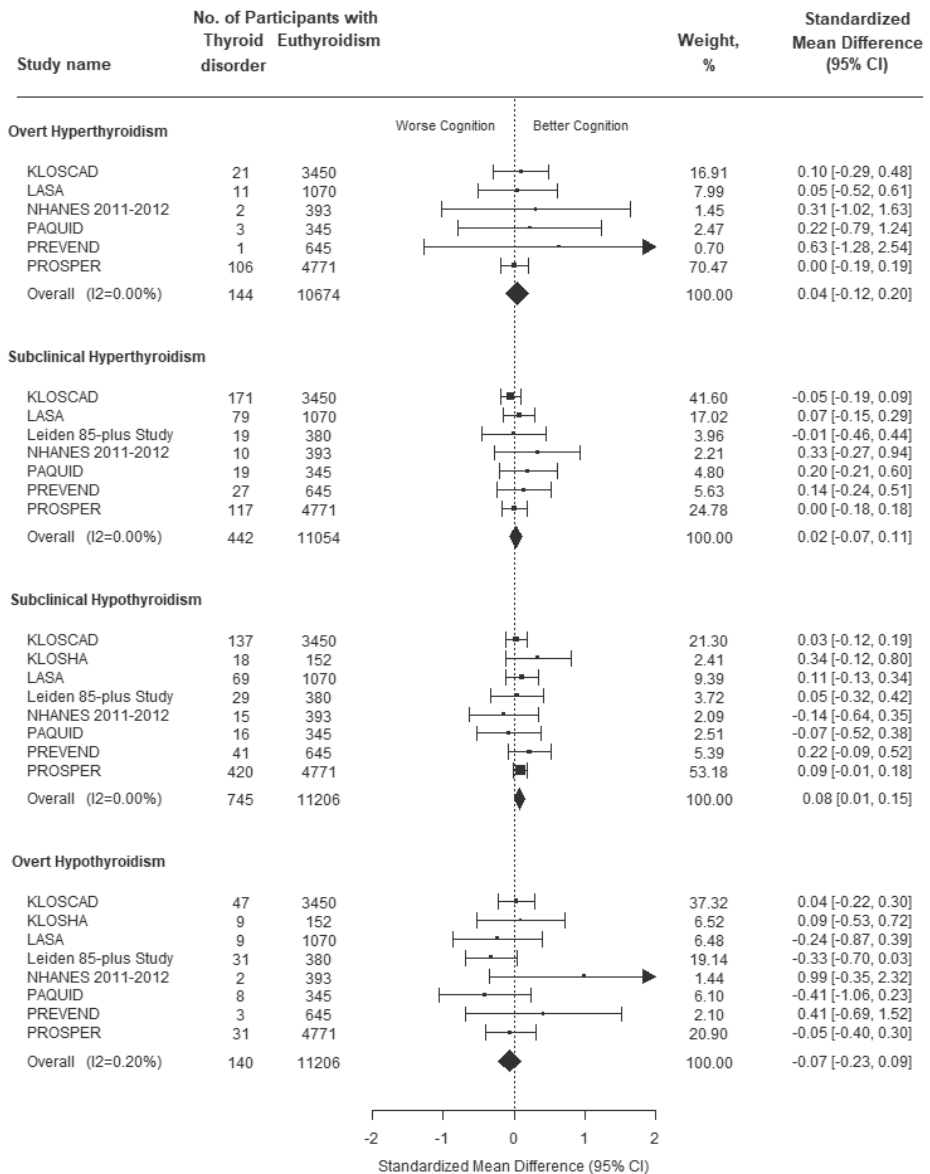 No. of Participants with
Thyroid Euthyroidism Weight, Standardized
Study name disorder % Mean Difference
(95% CI)
Worse Cognition Better Cognition
Overt Hyperthyroidism
KLOSCAD 21 3450 16.91 0.10 [-0.29, 0.48]
LASA 11 1070 7.99 0.05 [-0.52, 0.61]
NHANES 2011-2012 2 393 1.45 0.31 [-1.02, 1.63]
PAQUID 3 345 2.47 0.22 [-0.79, 1.24]
PREVEND 1 645 0.70 0.63 [-1.28, 2.54]
PROSPER 106 4771 70.47 0.00 [-0.19, 0.19]
Overall (I2=0.00%) 144 10674 100.00 0.04 [-0.12, 0.20]
Subclinical Hyperthyroidism
KLOSCAD 171 3450 41.60 -0.05 [-0.19, 0.09]
LASA 79 1070 17.02 0.07 [-0.15, 0.29]
Leiden 85-plus Study 19 380 3.96 -0.01 [-0.46, 0.44]
NHANES 2011-2012 10 393 2.21 0.33 [-0.27, 0.94]
PAQUID 19 345 4.80 0.20 [-0.21, 0.60]
PREVEND 27 645 5.63 0.14 [-0.24, 0.51]
PROSPER 117 4771 24.78 0.00 [-0.18, 0.18]
Overall (I2=0.00%) 442 11054 100.00 0.02 [-0.07, 0.11]
Subclinical Hypothyroidism
KLOSCAD 137 3450 21.30 0.03 [-0.12, 0.19]
KLOSHA 18 152 2.41 0.34 [-0.12, 0.80]
LASA 69 1070 9.39 0.11 [-0.13, 0.34]
Leiden 85-plus Study 29 380 3.72 0.05 [-0.32, 0.42]
NHANES 2011-2012 15 393 2.09 -0.14 [-0.64, 0.35]
PAQUID 16 345 2.51 -0.07 [-0.52, 0.38]
PREVEND 41 645 5.39 0.22 [-0.09, 0.52]
PROSPER 420 4771 53.18 0.09 [-0.01, 0.18]
Overall (I2=0.00%) 745 11206 100.00 0.08 [0.01, 0.15]
Overt Hypothyroidism
KLOSCAD 47 3450 37.32 0.04 [-0.22, 0.30]
KLOSHA 9 152 6.52 0.09 [-0.53, 0.72]
LASA 9 1070 6.48 -0.24 [-0.87, 0.39]
Leiden 85-plus Study 31 380 19.14 -0.33 [-0.70, 0.03]
NHANES 2011-2012 2 393 1.44 0.99 [-0.35, 2.32]
PAQUID 8 345 6.10 -0.41 [-1.06, 0.23]
PREVEND 3 645 2.10 0.41 [-0.69, 1.52]
PROSPER 31 4771 20.90 -0.05 [-0.40, 0.30]
Overall (I2=0.20%) 140 11206 100.00 -0.07 [-0.23, 0.09]
-2 -1 0 1 2
Standardized Mean Difference (95% CI)